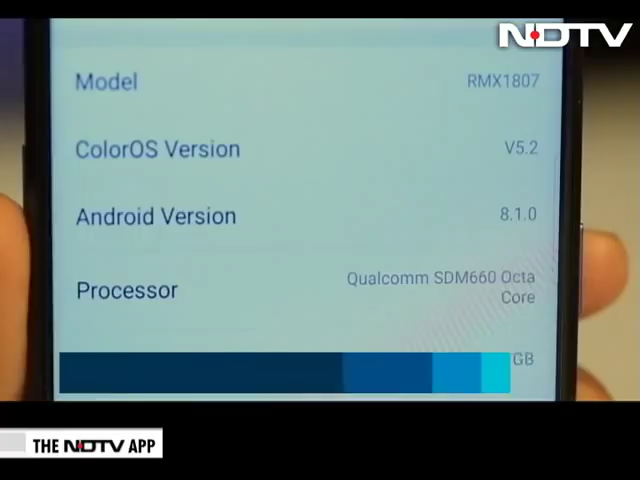 NDTV
Model RMX1807
ColorOS Version V5.2
Android Version 8.1.0
Processor Qualcomm SDM660 Octa
Core
GB
THE NDTV APP